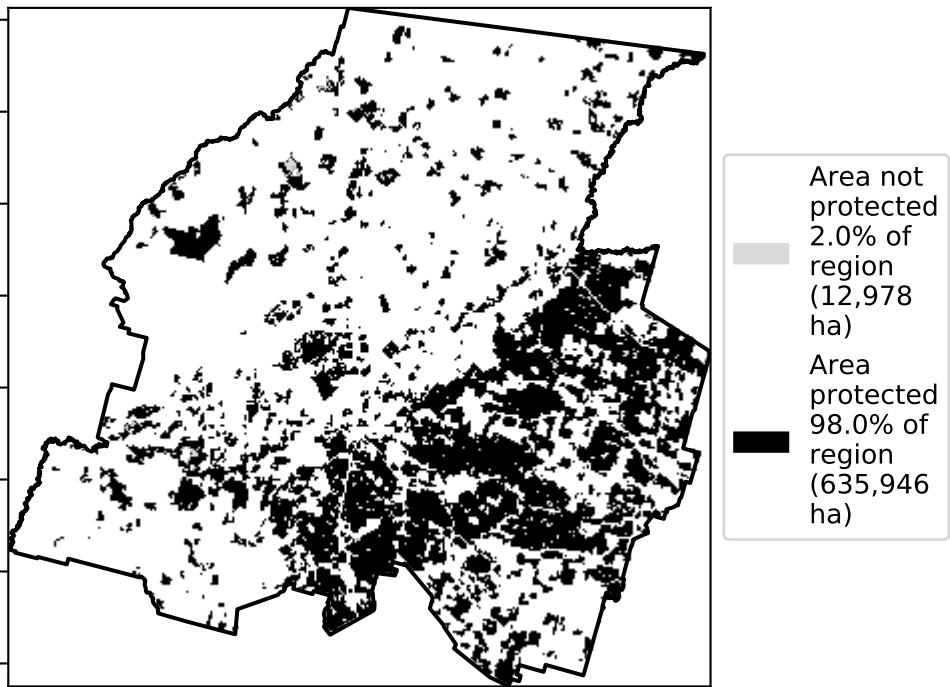 Area not
protected
2.0% of
region
(12,978
ha)
Area
protected
98.0% of
region
(635,946
ha)